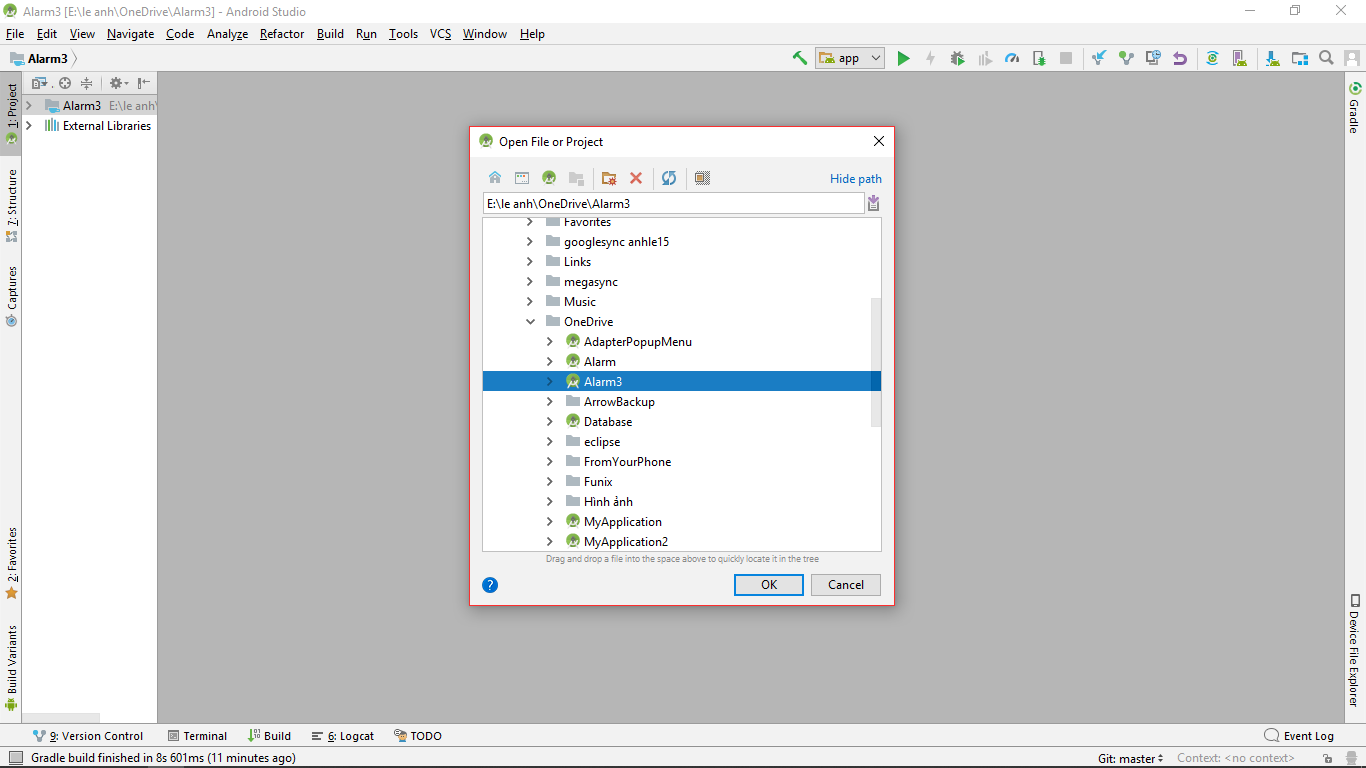 Alarm3 [E:\le anh\OneDrive\Alarm3] - Android Studio
File Edit View Navigate Code Analyze Refactor Build Run Tools VCS Window Help
Alarm3 app
1: Project
7: Structure
Captures
2: Favorites
Build Variants
Alarm3 E:\le anh\
External Libraries
Open File or Project
Hide path
E:\le anh\OneDrive\Alarm3
Favorites
googlesync anhle15
Links
megasync
Music
OneDrive
AdapterPopupMenu
Alarm
Alarm3
ArrowBackup
Database
eclipse
FromYourPhone
Funix
Hình ảnh
MyApplication
MyApplication2
Drag and drop a file into the space above to quickly locate it in the tree
? OK Cancel
Gradle
Device File Explorer
9: Version Control Terminal Build 6: Logcat TODO Event Log
Gradle build finished in 8s 601ms (11 minutes ago) Git: master Context: <no context>